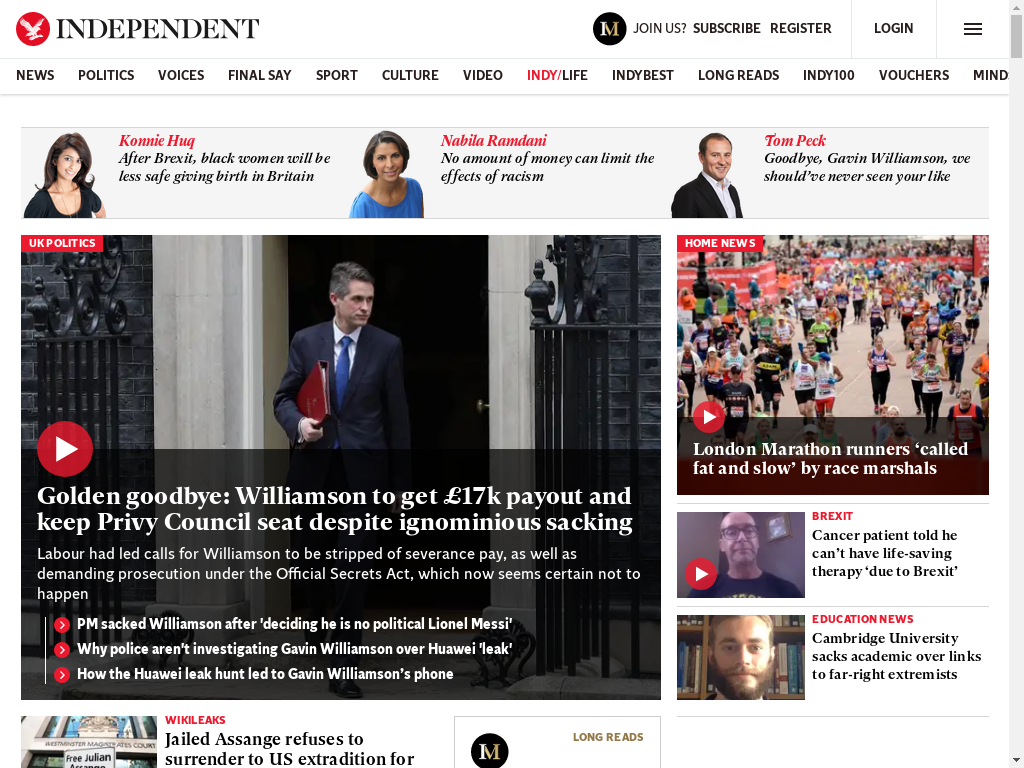 INDEPENDENT
JOIN US? SUBSCRIBE REGISTER
LOGIN
NEWS POLITICS VOICES FINAL SAY SPORT CULTURE VIDEO INDY/LIFE INDYBEST LONG READS INDY100 VOUCHERS MINDS
Konnie Huq
After Brexit, black women will be
less safe giving birth in Britain
Nabila Ramdani
No amount of money can limit the
effects of racism
Tom Peck
Goodbye, Gavin Williamson, we
should've never seen your like
UK POLITICS
Golden goodbye: Williamson to get £17k payout and
keep Privy Council seat despite ignominious sacking
Labour had led calls for Williamson to be stripped of severance pay, as well as
demanding prosecution under the Official Secrets Act, which now seems certain not to
happen
PM sacked Williamson after 'deciding he is no political Lionel Messi'
Why police aren't investigating Gavin Williamson over Huawei 'leak'
How the Huawei leak hunt led to Gavin Williamson's phone
HOME NEWS
London Marathon runners ‘called
fat and slow’ by race marshals
BREXIT
Cancer patient told he
can’t have life-saving
therapy ‘due to Brexit’
EDUCATION NEWS
Cambridge University
sacks academic over links
to far-right extremists
WESTMINSTER MAGISTRATES COURT
Free Julian
Assange
WIKILEAKS
Jailed Assange refuses to
surrender to US extradition for
IM
LONG READS